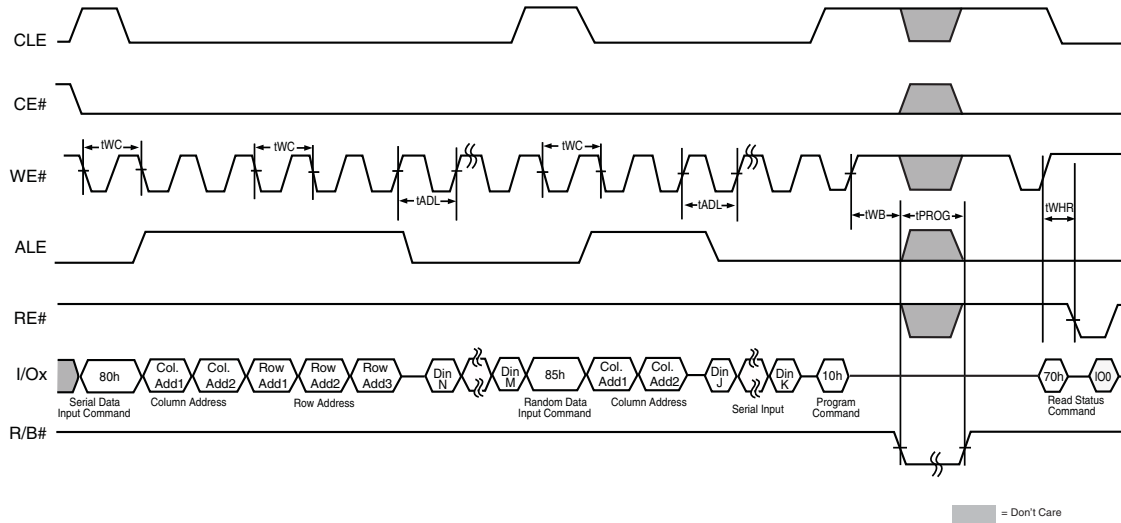 CLE
CE#
tWC tWC tWC
WE#
tADL tADL
tWB tPROG tWHR
ALE
RE#
I/Ox 80h Col. Add1 Col. Add2 Row Add1 Row Add2 Row Add3 Din N Din M 85h Col. Add1 Col. Add2 Din J Din K 10h 70h IO0
Serial Data Input Command Column Address Row Address Random Data Input Command Column Address Serial Input Program Command Read Status Command
R/B#
= Don't Care